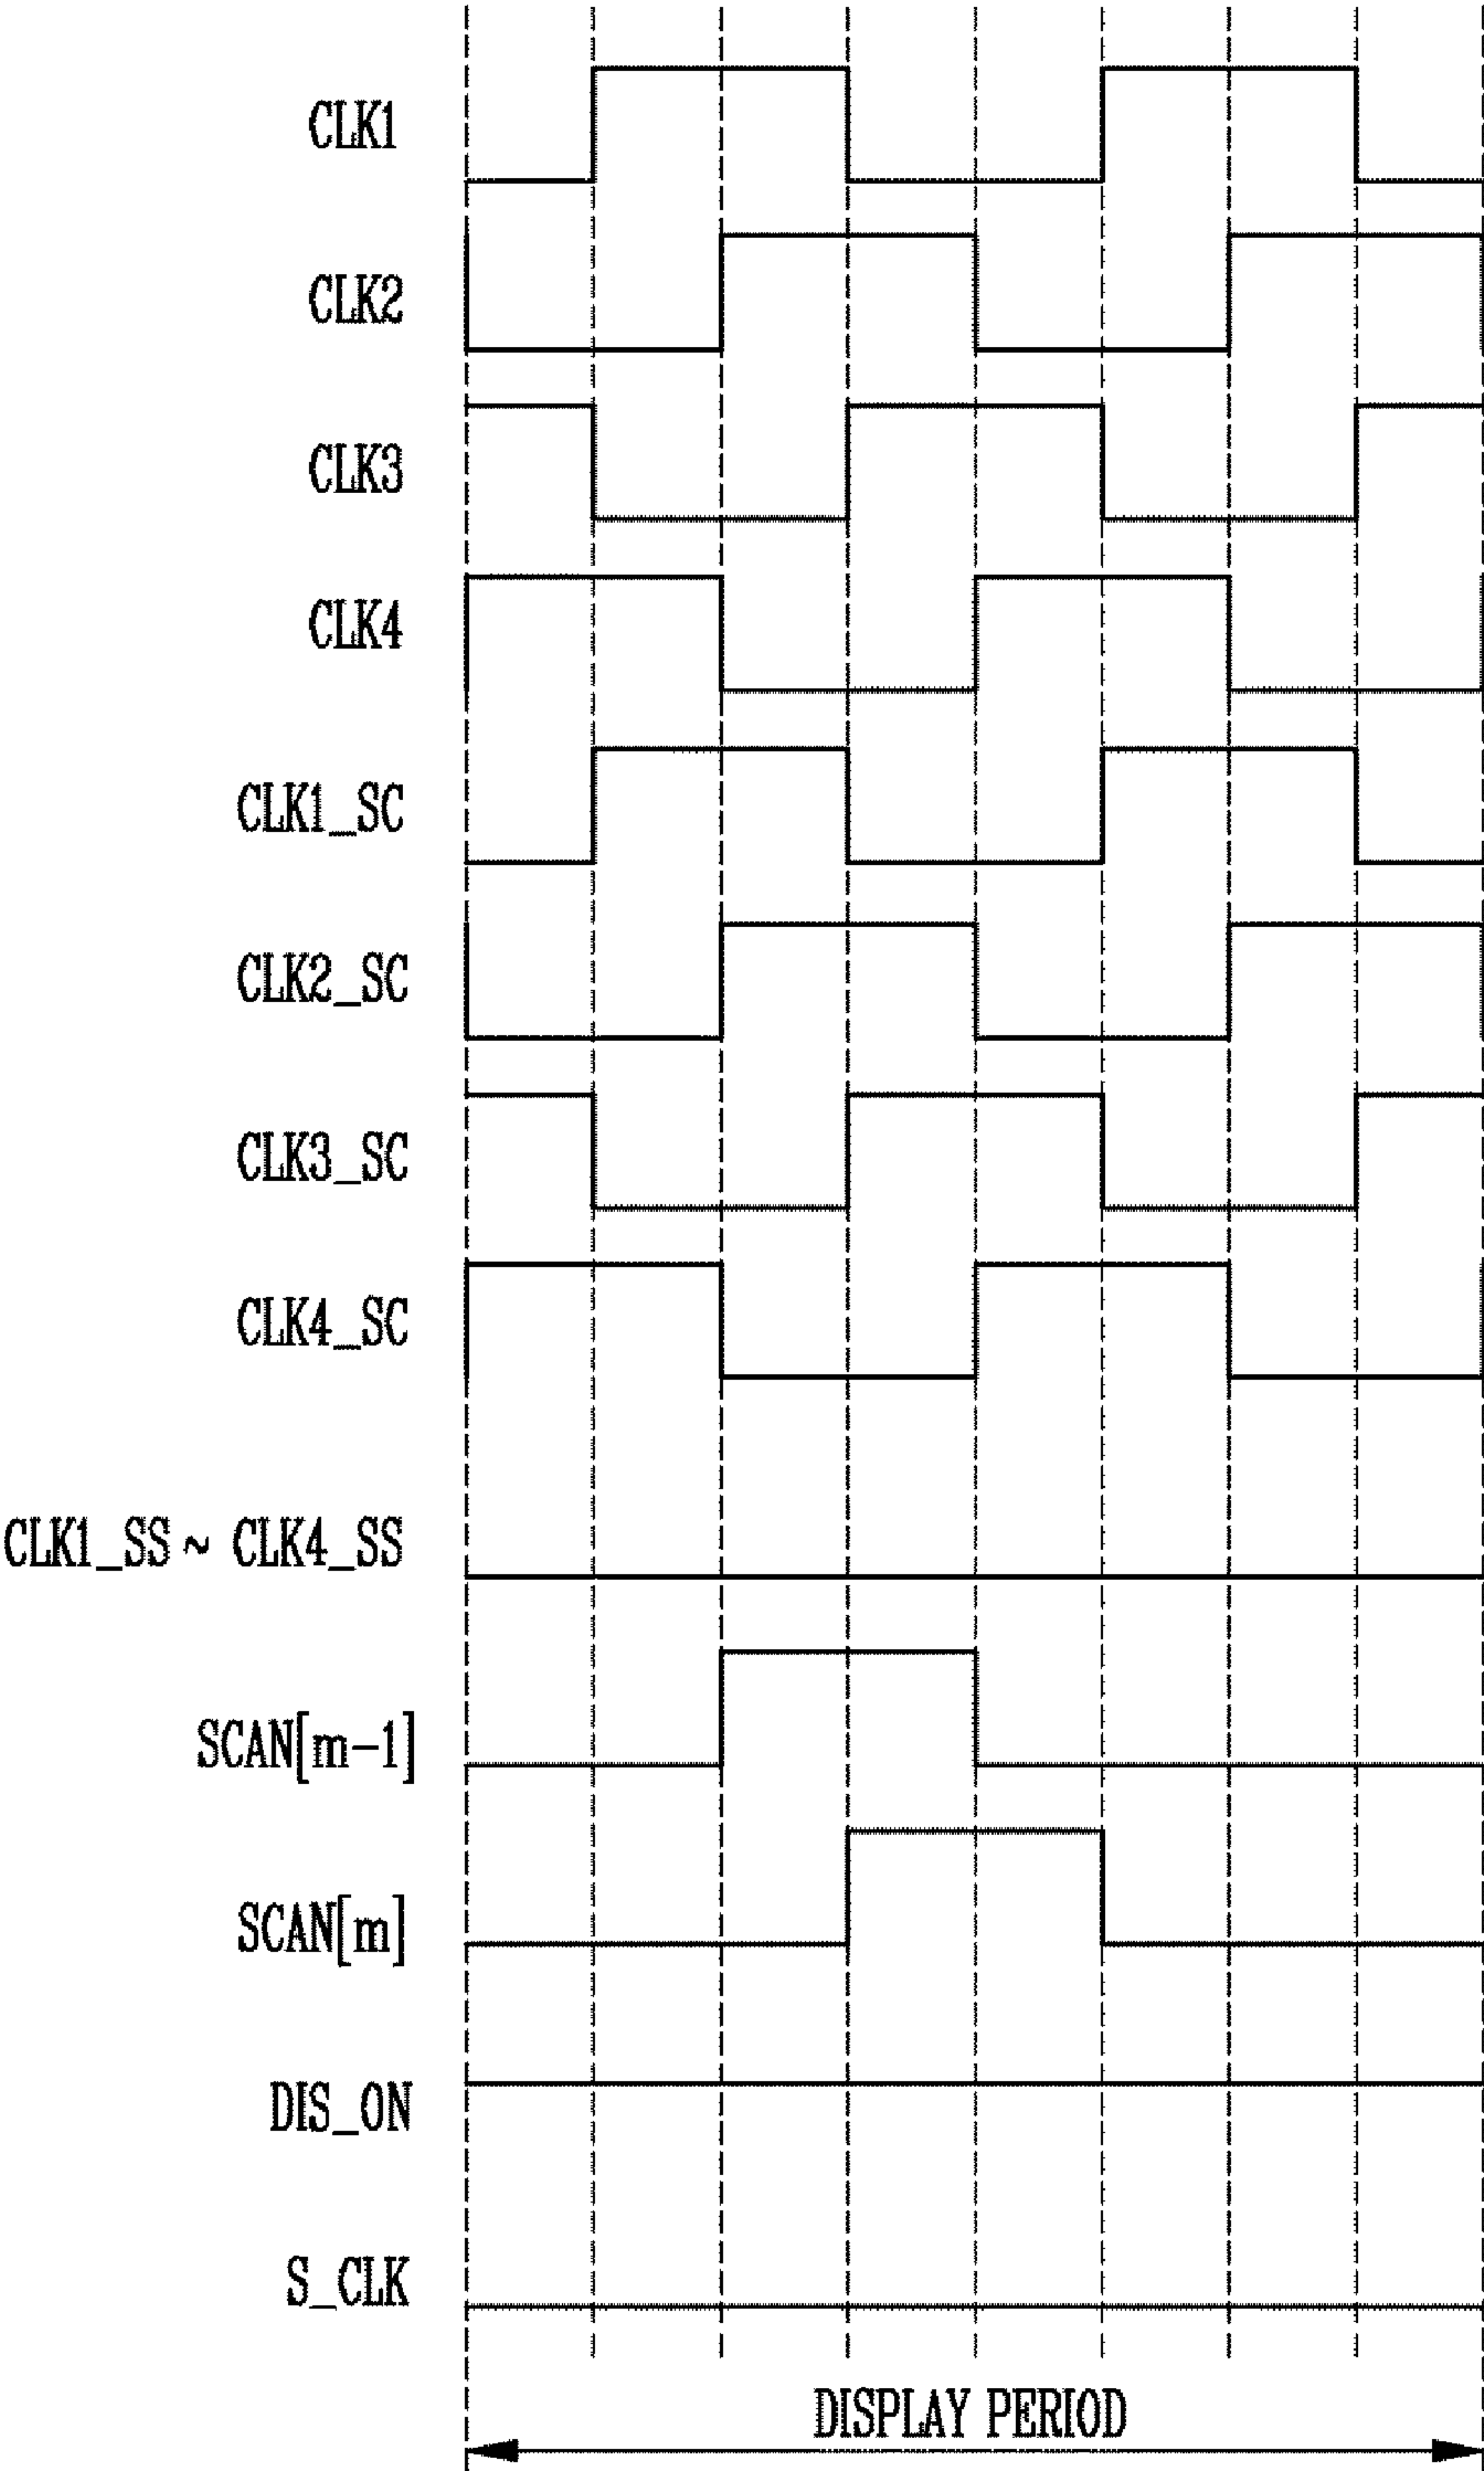 CLK1
CLK2
CLK3
CLK4
CLK1_SC
CLK2_SC
CLK3_SC
CLK4_SC
CLK1_SS ~ CLK4_SS
SCAN[m-1]
SCAN[m]
DIS_ON
S_CLK
DISPLAY PERIOD